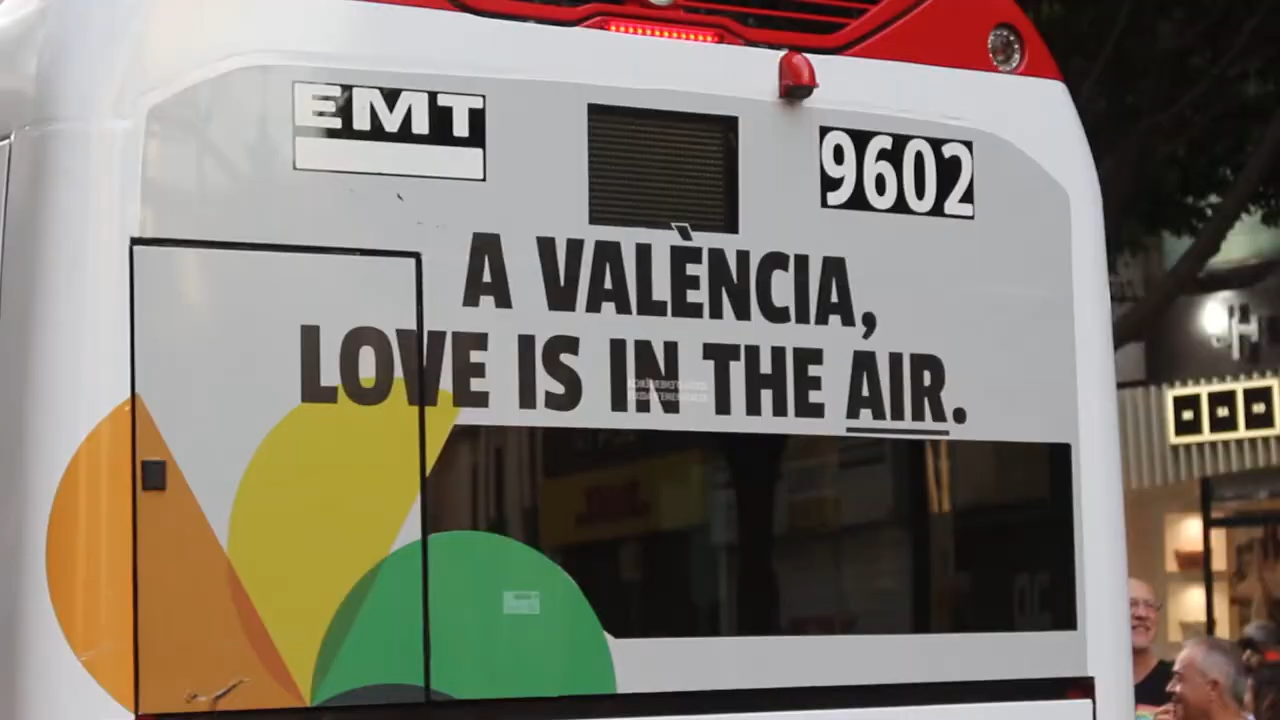 EMT
9602
A VALÈNCIA,
LOVE IS IN THE AIR.